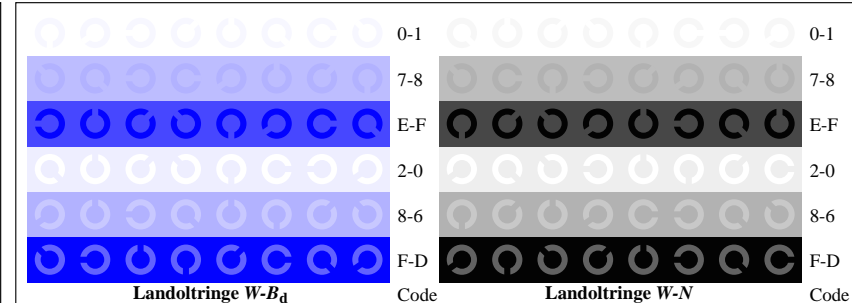 0-1 0-1
7-8 7-8
E-F E-F
2-0 2-0
8-6 8-6
F-D F-D
Landoltringe W-Bd Code Landoltringe W-N Code